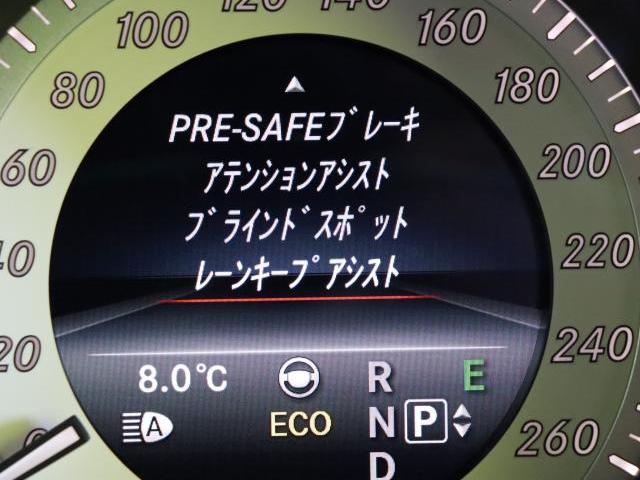 100
120
140
160
80
180
60
200
40
220
20
240
0
260
PRE-SAFEブレーキ
アテンションアシスト
ブラインドスポット
レーンキープアシスト
8.0℃
R
E
A
ECO
N
P
D